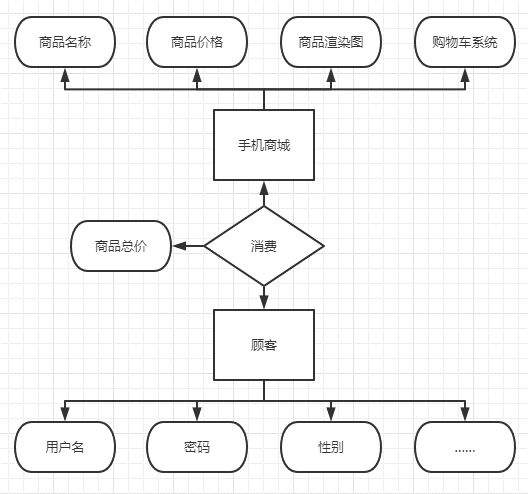 商品名称
商品价格
商品渲染图
购物车系统
手机商城
商品总价
消费
顾客
用户名
密码
性别
......